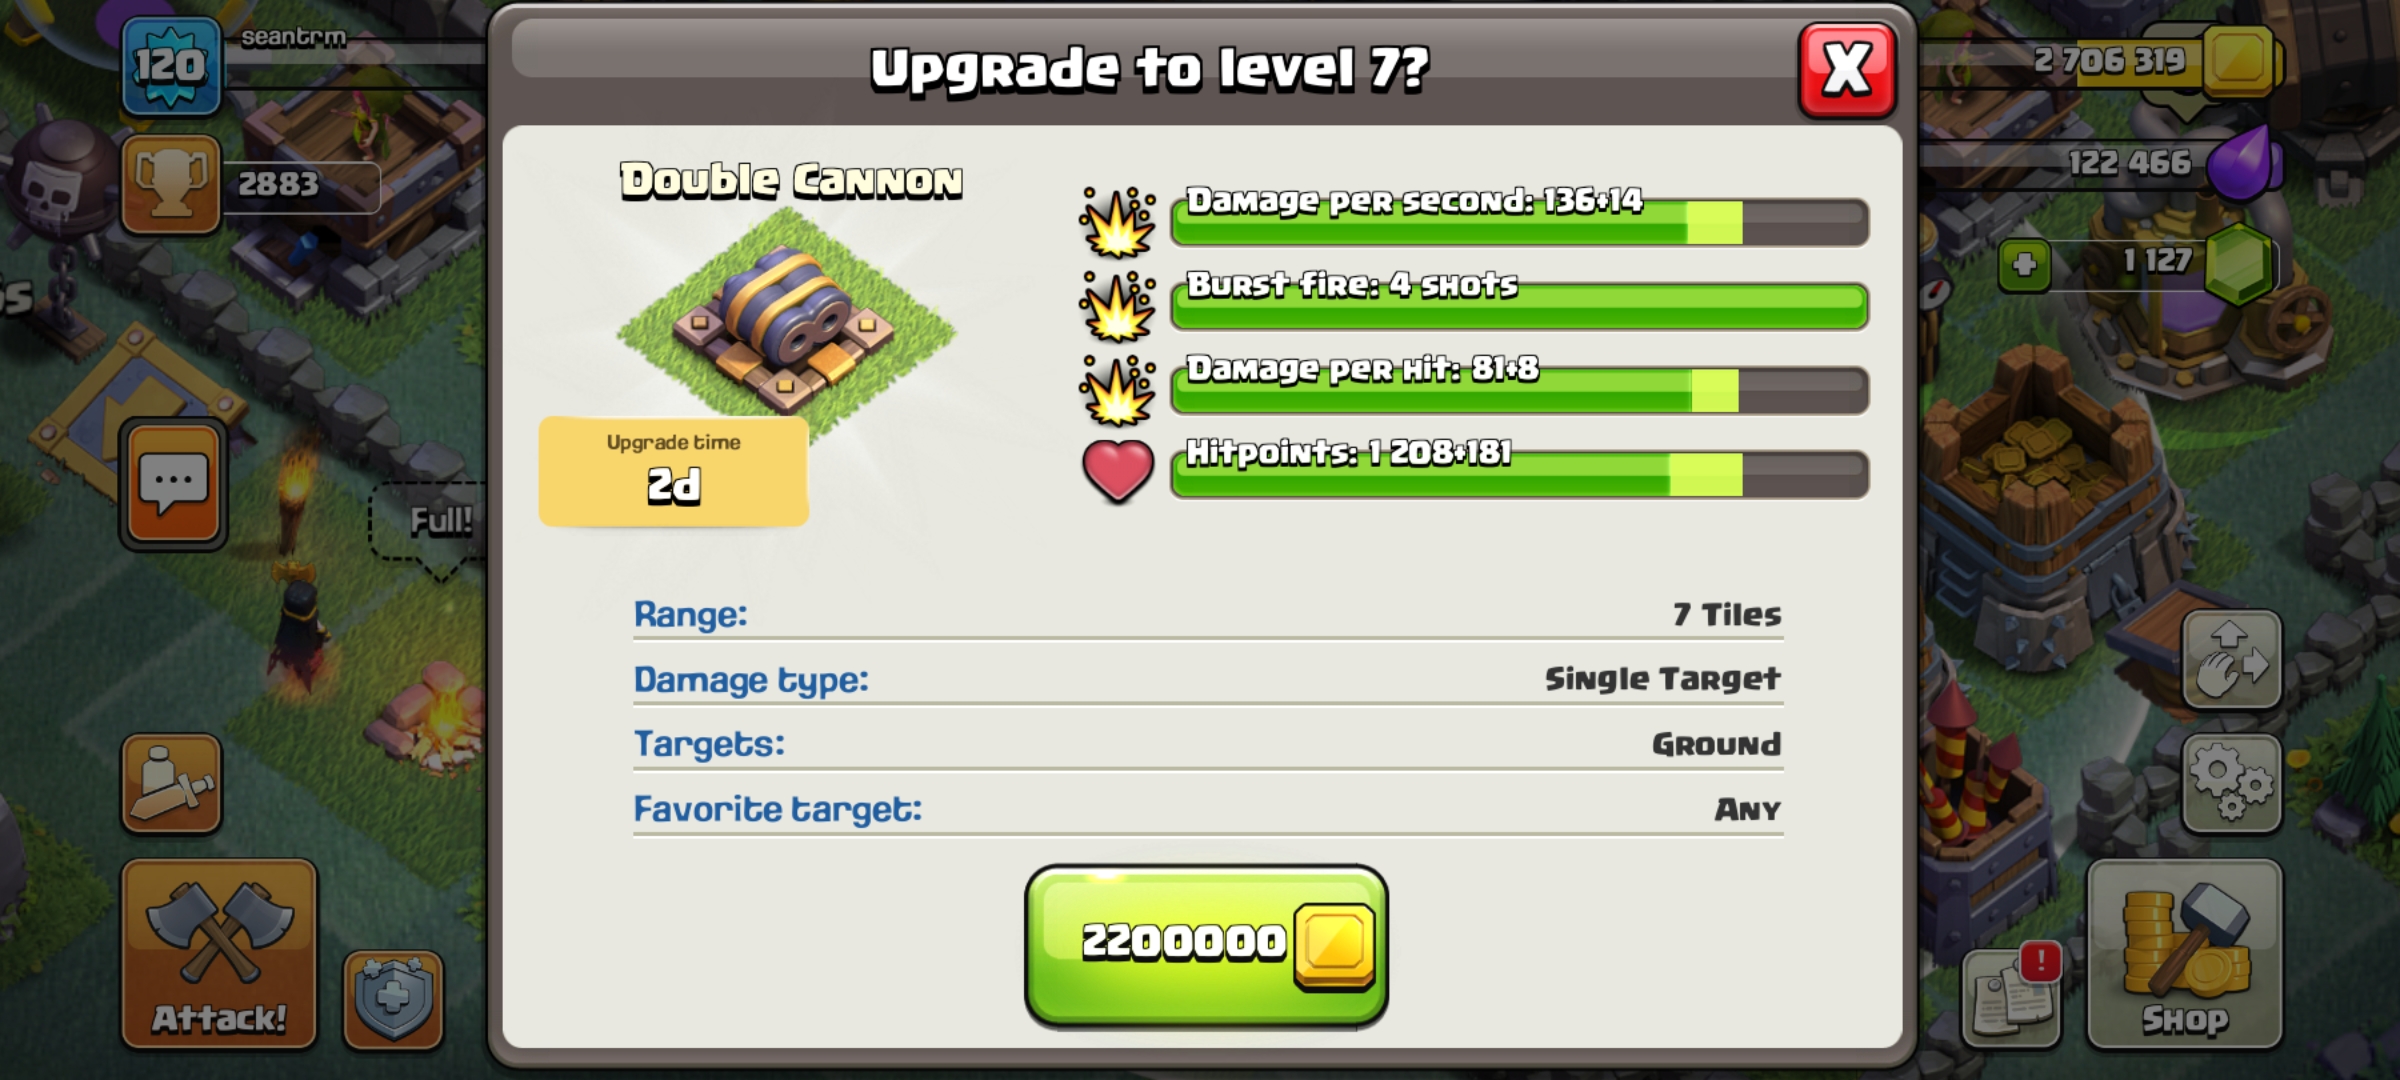 120
seantrm
Upgrade to level 7?
X
2 706 319
2883
Double Cannon
Damage per second: 136+14
122 466
Burst fire: 4 shots
1 127
Damage per hit: 81+8
Upgrade time
2d
Hitpoints: 1 208+181
Full!
Range: 7 Tiles
Damage type: Single Target
Targets: Ground
Favorite target: Any
2200000
!
Attack!
Shop